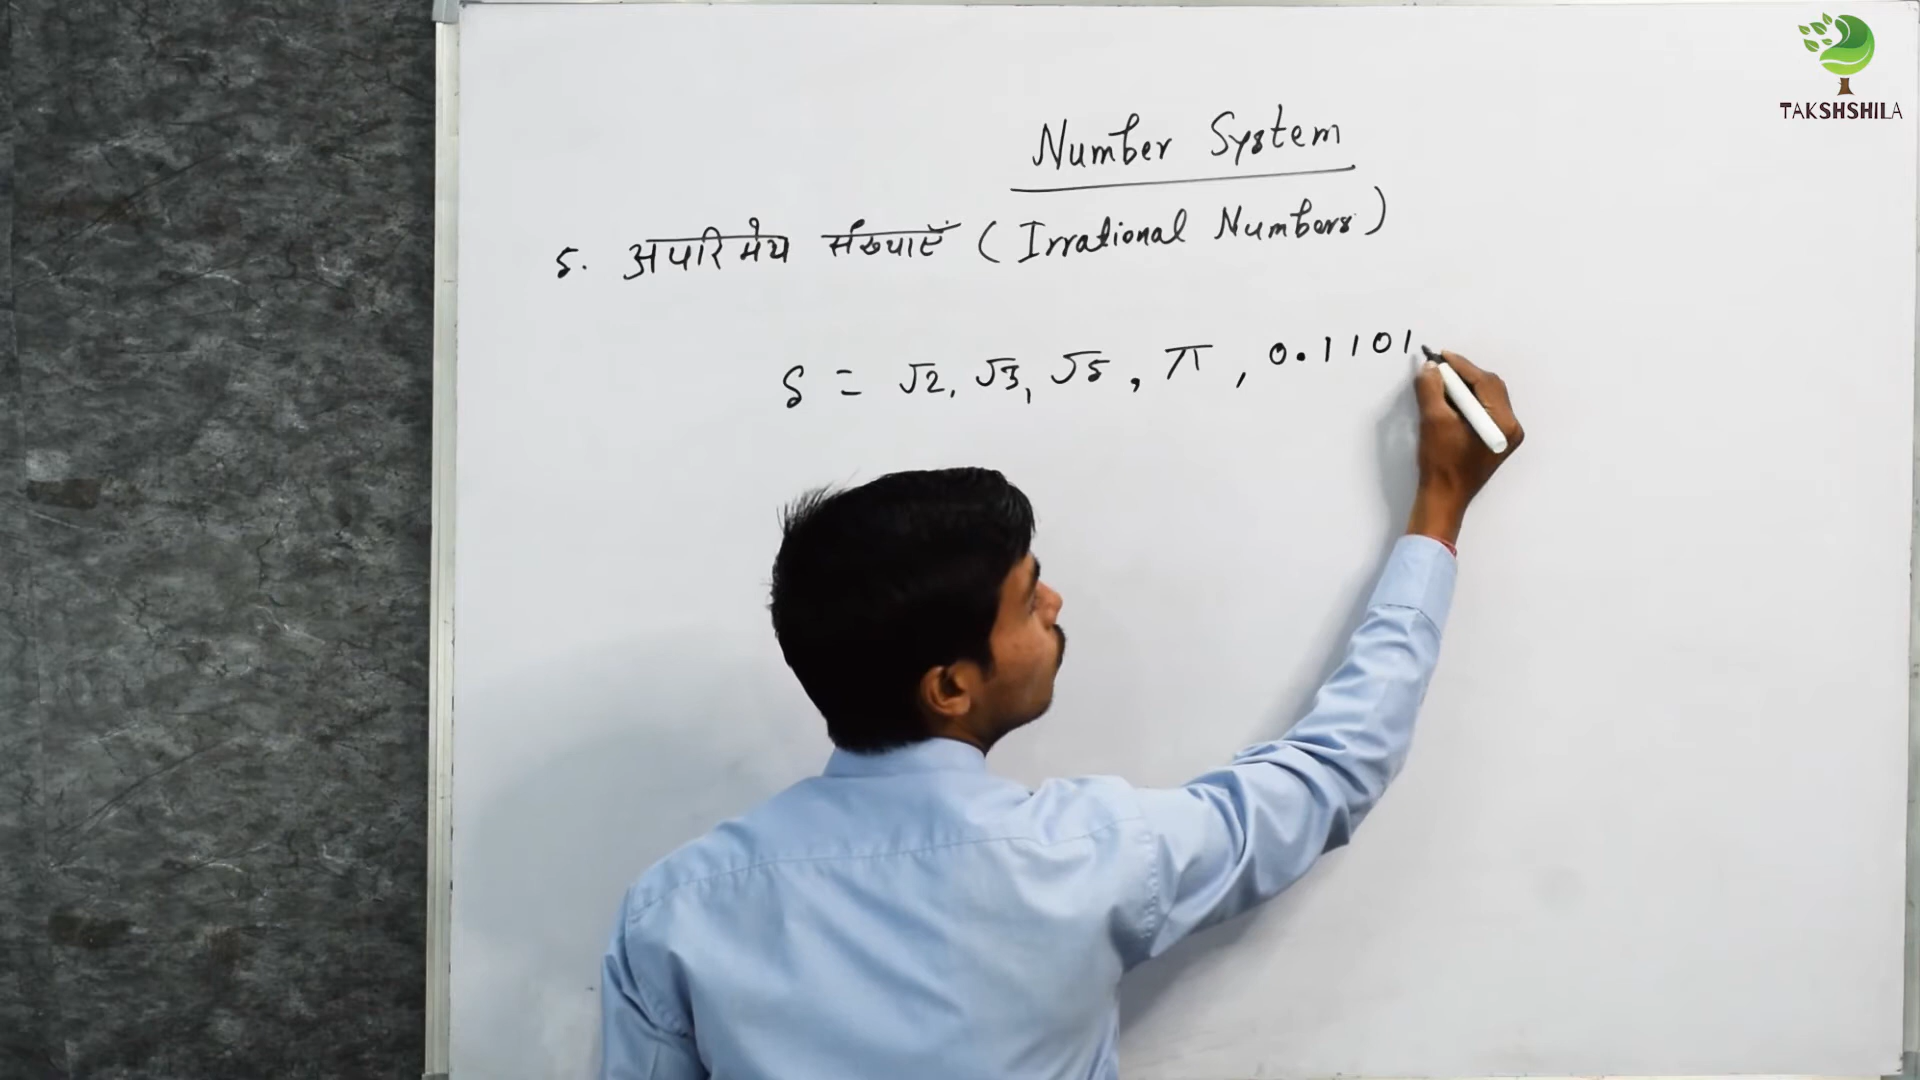 TAKSHSHILA
Number System
5. अपरिमेय संख्याएँ (Irrational Numbers)
S = √2, √3, √5, π, 0.1101